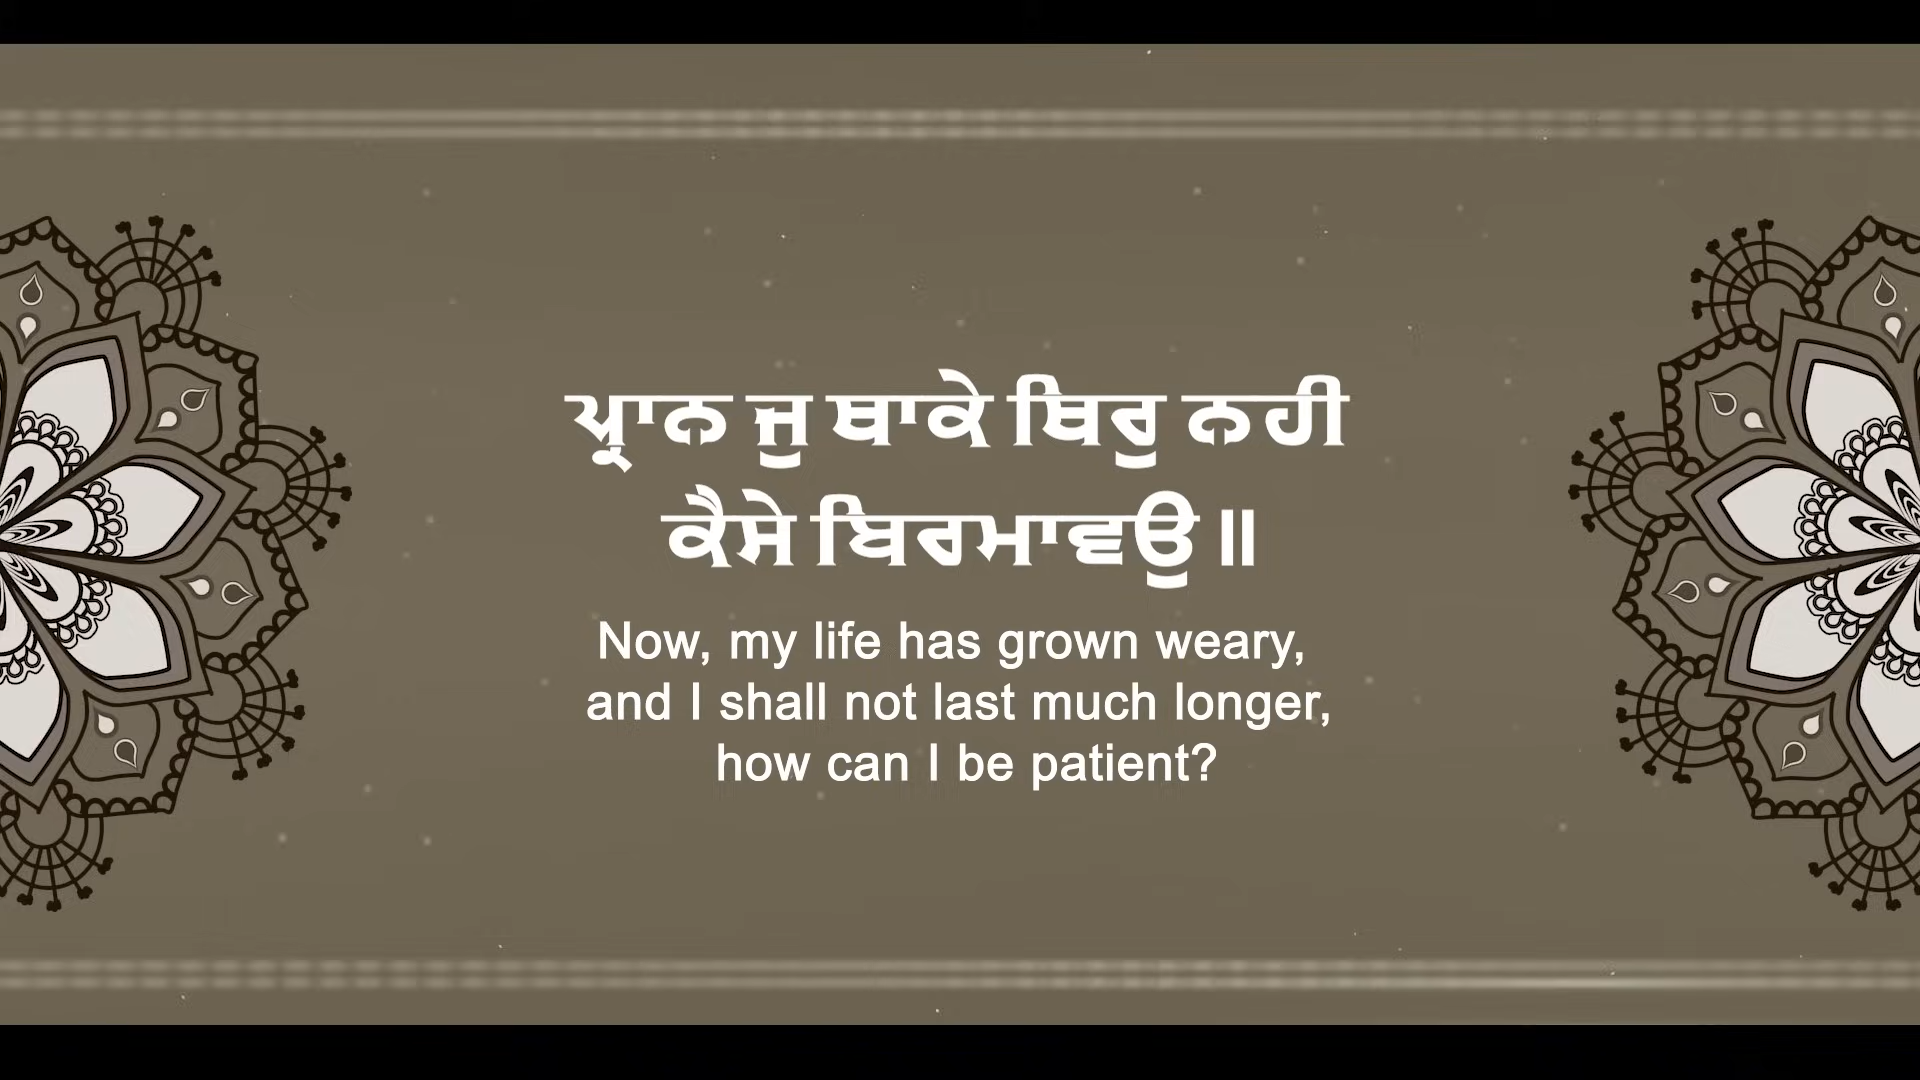 ਪ੍ਰਾਨ ਜੁ ਥਾਕੇ ਥਿਰੁ ਨਹੀ
ਕੈਸੇ ਬਿਰਮਾਵਉ ॥
Now, my life has grown weary,
and I shall not last much longer,
how can I be patient?